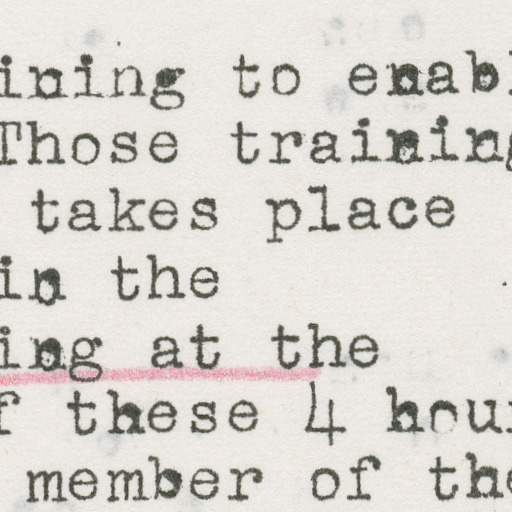 ining to enabl
Those training
takes place
in the
ing at the
f these 4 hour
member of the